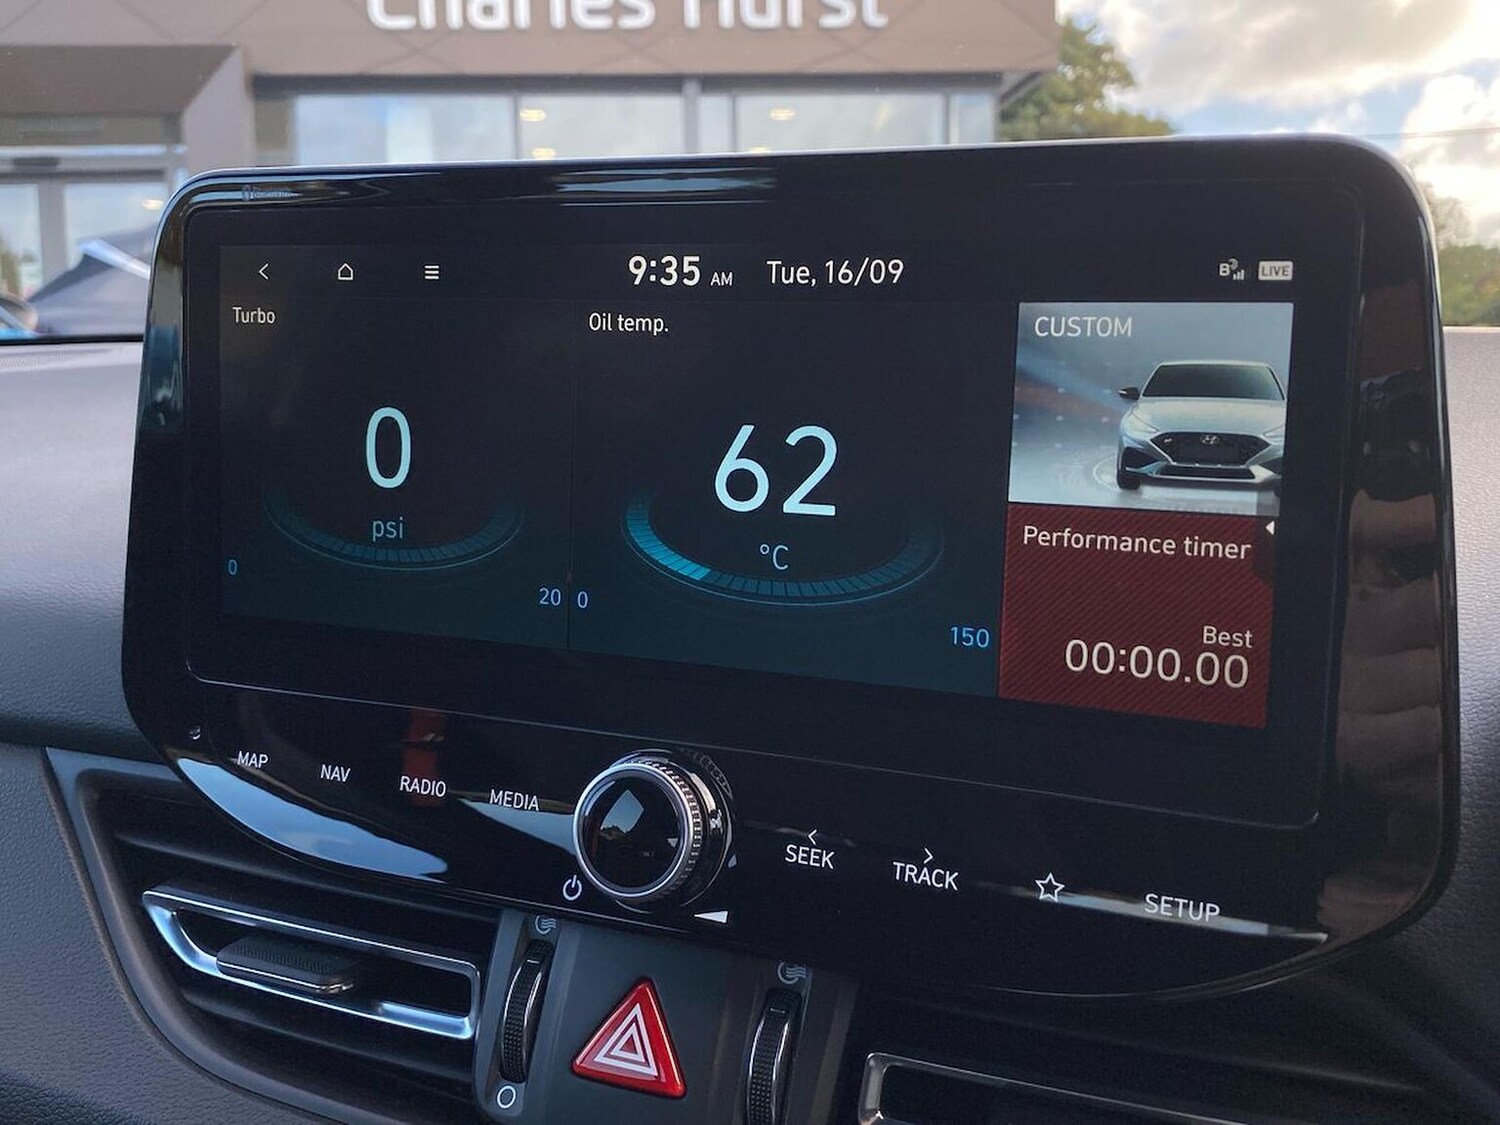 Charles Hurst
9:35 AM Tue, 16/09
LIVE
Turbo
0
psi
0
20
Oil temp.
62
°C
0
150
CUSTOM
Performance timer
Best
00:00.00
MAP
NAV
RADIO
MEDIA
SEEK
TRACK
SETUP